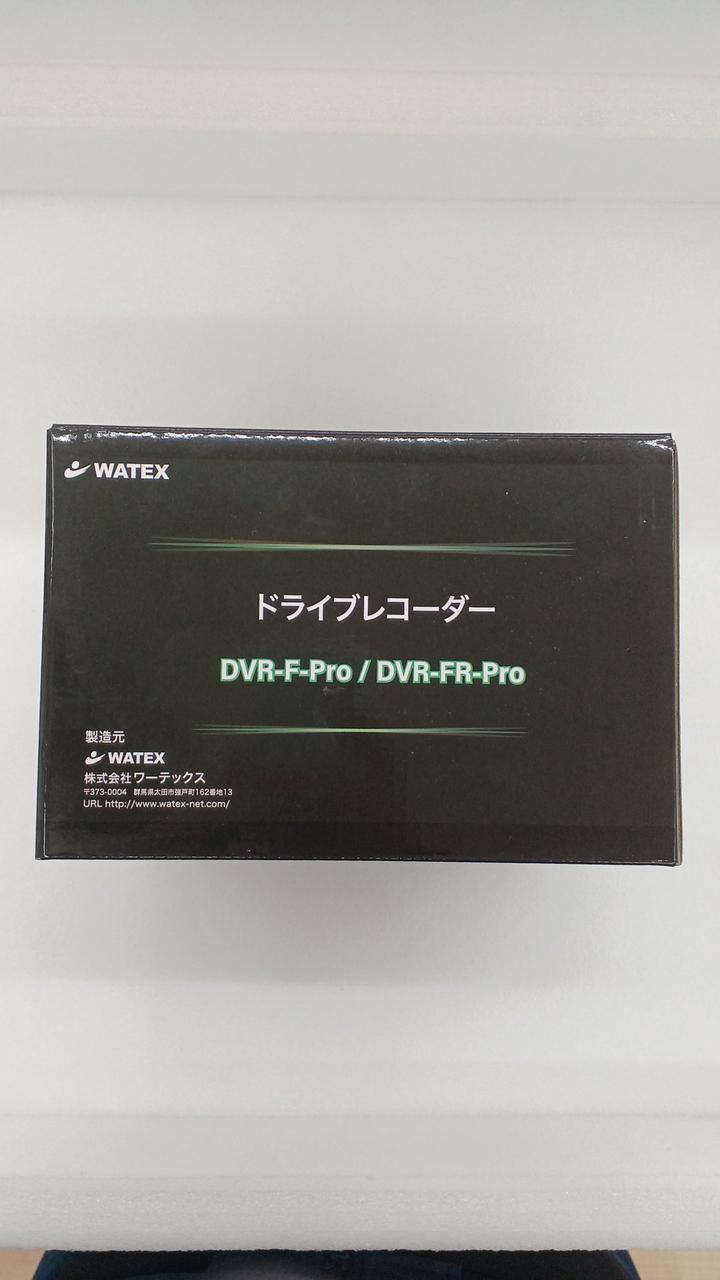 WATEX
ドライブレコーダー
DVR-F-Pro / DVR-FR-Pro
製造元
WATEX
株式会社ワーテックス
〒373-0004 群馬県太田市強戸町162番地13
URL http://www.watex-net.com/